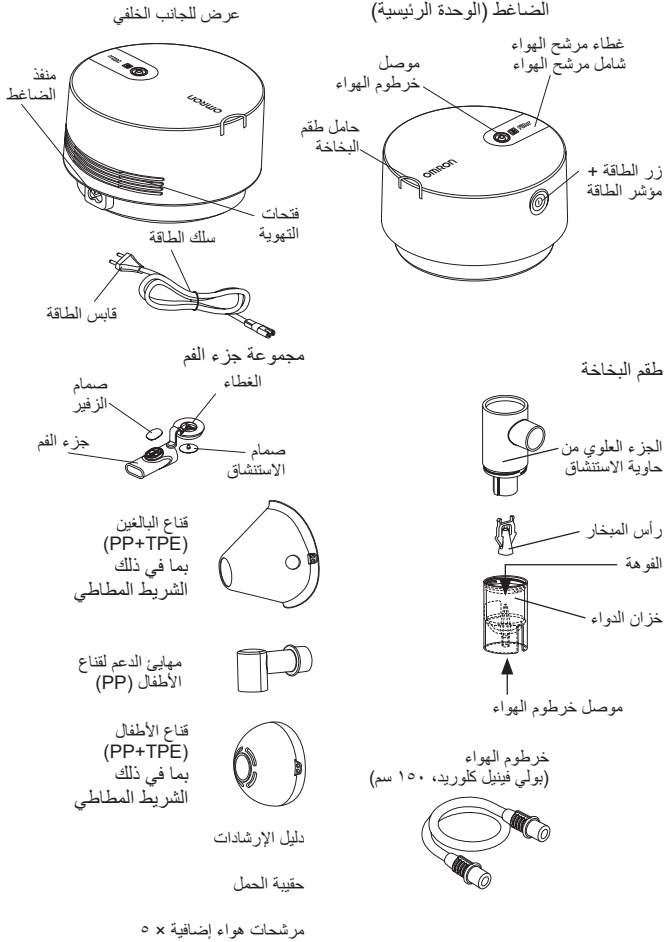 الضاغط (الوحدة الرئيسية)
غطاء مرشح الهواء
شامل مرشح الهواء
موصل
خرطوم الهواء
حامل طقم
البخاخة
زر الطاقة +
مؤشر الطاقة
Filter
OMRON
عرض للجانب الخلفي
منفذ
الضاغط
Filter
OMRON
فتحات
التهوية
سلك الطاقة
قابس الطاقة
طقم البخاخة
الجزء العلوي من
حاوية الاستنشاق
رأس المبخار
الفوهة
خزان الدواء
موصل خرطوم الهواء
خرطوم الهواء
(بولي فينيل كلوريد، ١٥٠ سم)
مجموعة جزء الفم
الغطاء
صمام
الزفير
جزء الفم
صمام
الاستنشاق
قناع البالغين
(PP+TPE)
بما في ذلك
الشريط المطاطي
مهايئ الدعم لقناع
الأطفال (PP)
قناع الأطفال
(PP+TPE)
بما في ذلك
الشريط المطاطي
دليل الإرشادات
حقيبة الحمل
مرشحات هواء إضافية × ٥